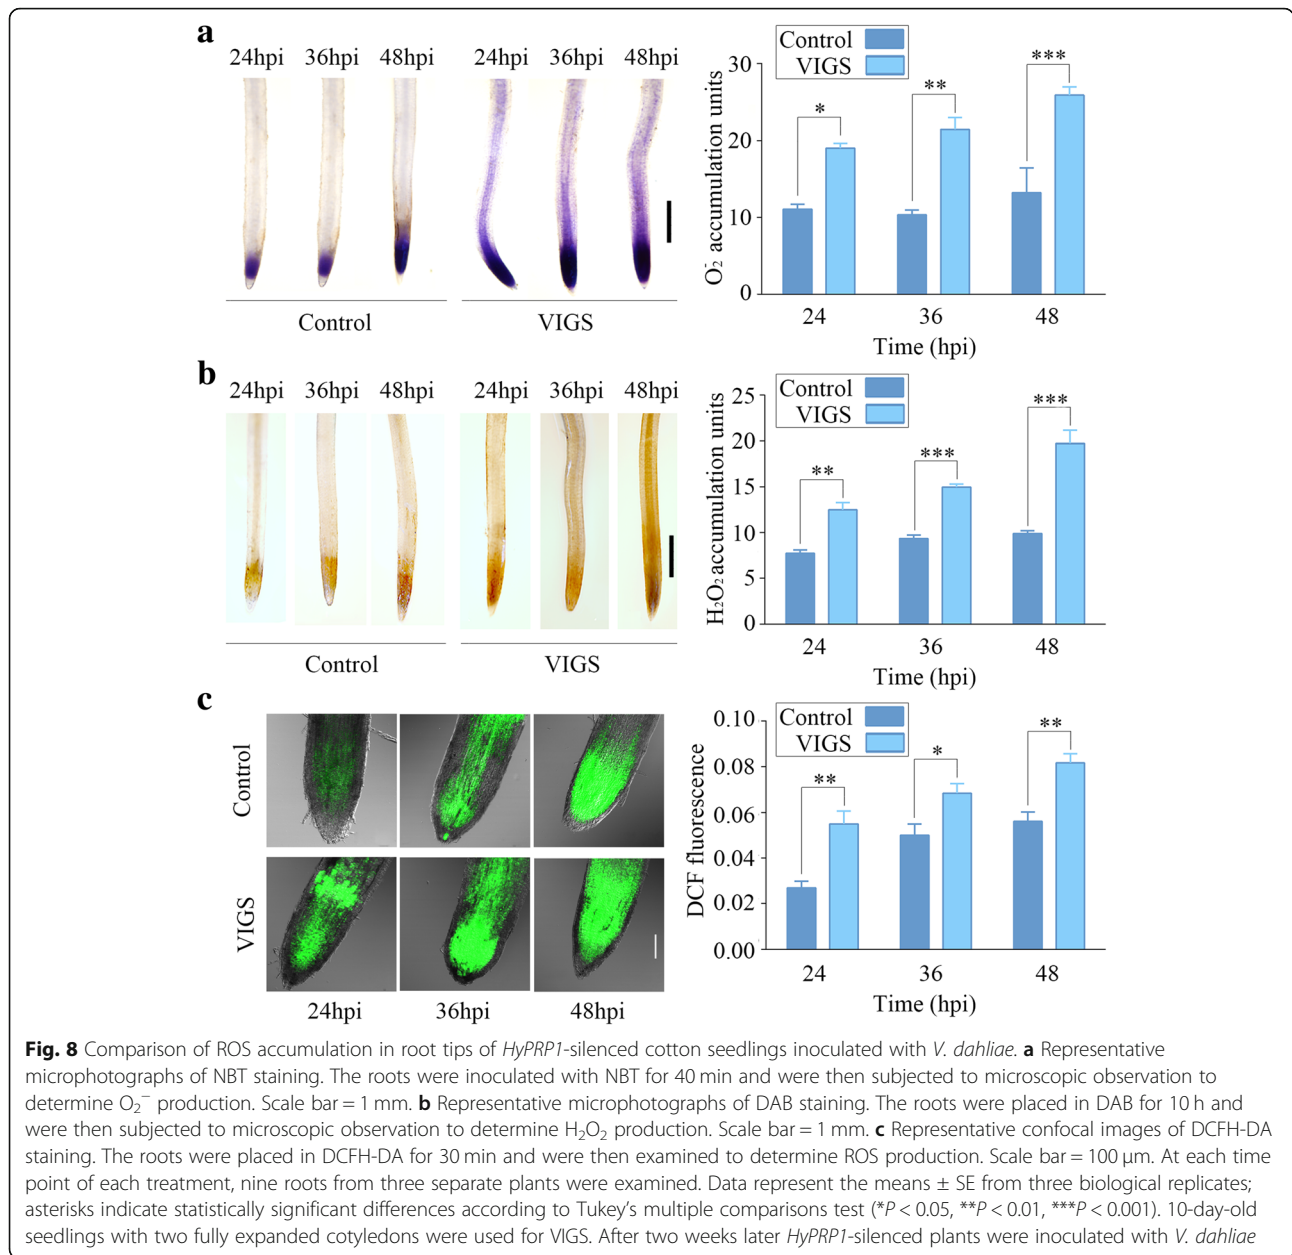 a
24hpi 36hpi 48hpi 24hpi 36hpi 48hpi
Control VIGS
Control
VIGS
30
20
10
0
O₂⁻ accumulation units
* ** ***
24 36 48
Time (hpi)
b
24hpi 36hpi 48hpi 24hpi 36hpi 48hpi
Control VIGS
Control
VIGS
25
20
15
10
5
0
H₂O₂ accumulation units
** *** ***
24 36 48
Time (hpi)
c
Control
VIGS
24hpi 36hpi 48hpi
Control
VIGS
0.10
0.08
0.06
0.04
0.02
0.00
DCF fluorescence
** * **
24 36 48
Time (hpi)
Fig. 8 Comparison of ROS accumulation in root tips of HyPRP1-silenced cotton seedlings inoculated with V. dahliae. a Representative
microphotographs of NBT staining. The roots were inoculated with NBT for 40 min and were then subjected to microscopic observation to
determine O₂⁻ production. Scale bar = 1 mm. b Representative microphotographs of DAB staining. The roots were placed in DAB for 10 h and
were then subjected to microscopic observation to determine H₂O₂ production. Scale bar = 1 mm. c Representative confocal images of DCFH-DA
staining. The roots were placed in DCFH-DA for 30 min and were then examined to determine ROS production. Scale bar = 100 μm. At each time
point of each treatment, nine roots from three separate plants were examined. Data represent the means ± SE from three biological replicates;
asterisks indicate statistically significant differences according to Tukey's multiple comparisons test (*P < 0.05, **P < 0.01, ***P < 0.001). 10-day-old
seedlings with two fully expanded cotyledons were used for VIGS. After two weeks later HyPRP1-silenced plants were inoculated with V. dahliae